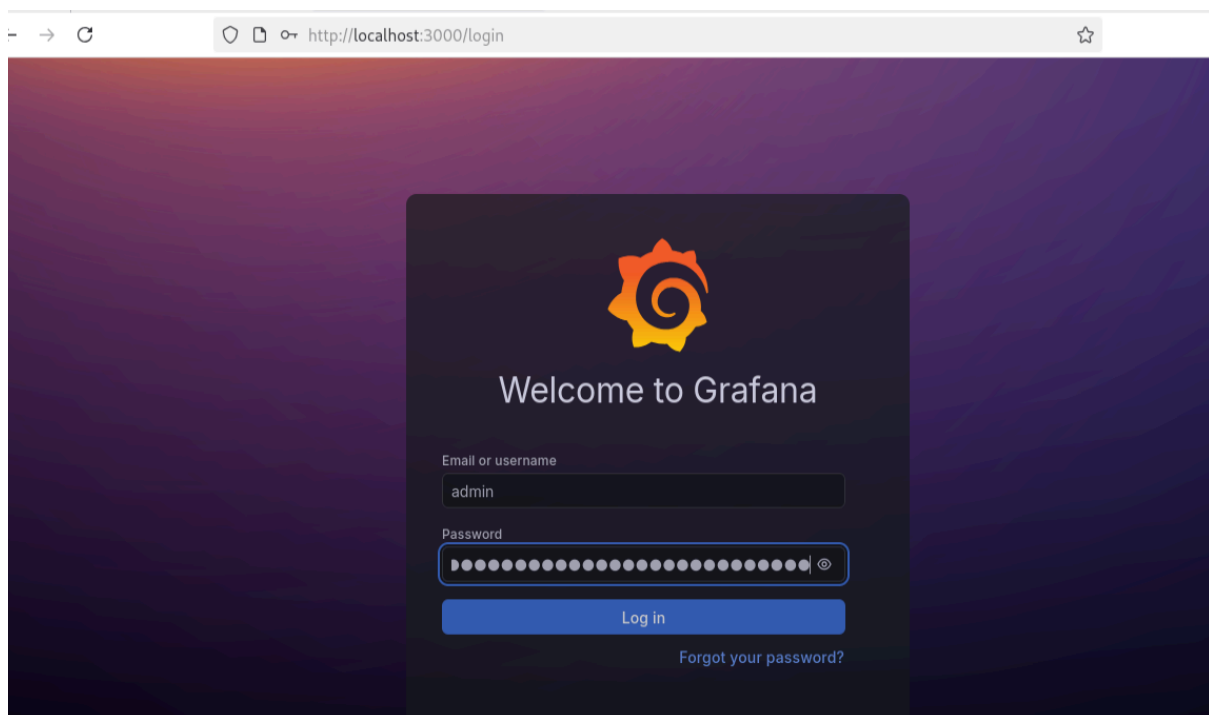 http://localhost:3000/login
Welcome to Grafana
Email or username
admin
Password
Log in
Forgot your password?